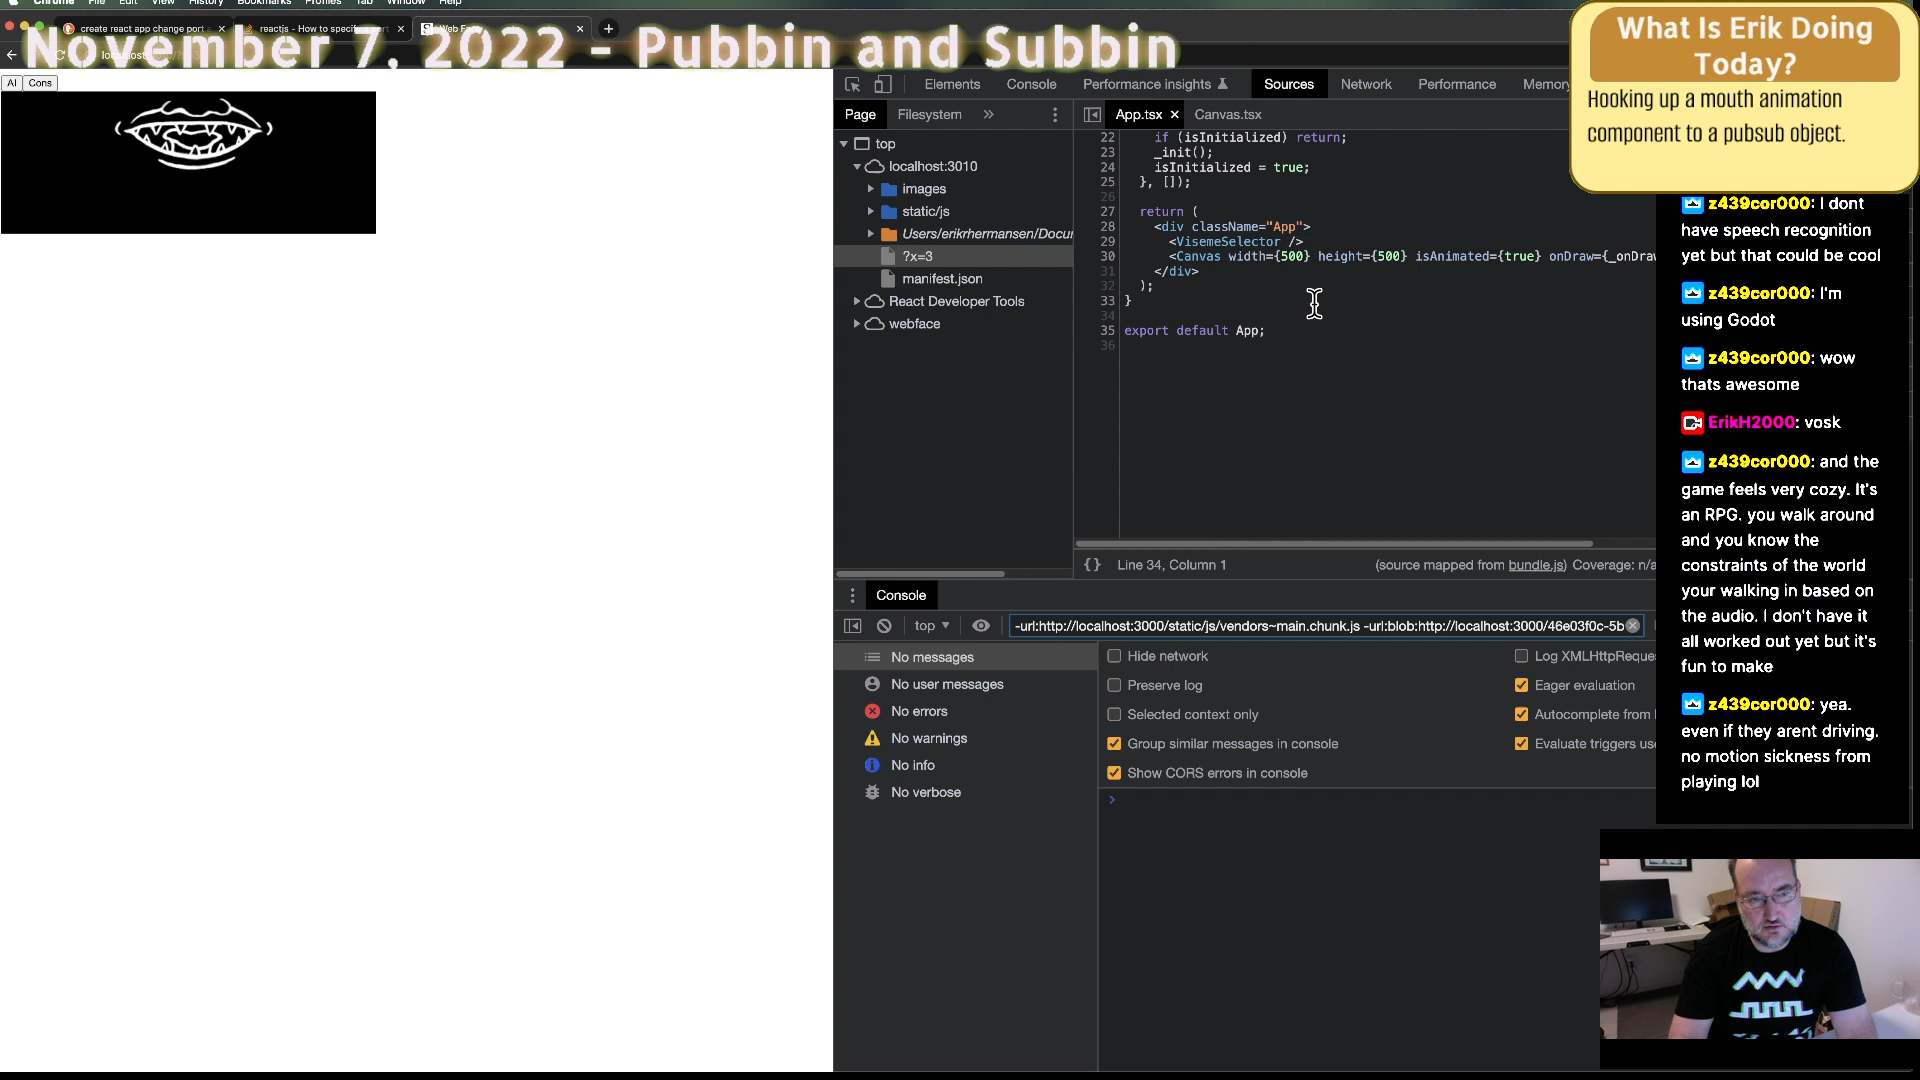 Chrome File Edit View History Bookmarks Profiles Tab Window Help
create react app change port
reactjs - How to specify
November 7, 2022 - Pubbin and Subbin
AI Cons
Elements Console Performance insights Sources Network Performance Memory
Page Filesystem »
App.tsx × Canvas.tsx
top
localhost:3010
images
static/js
Users/erikrhermansen/Docu
?x=3
manifest.json
React Developer Tools
webface
22 if (isInitialized) return;
23 _init();
24 isInitialized = true;
25 }, []);
26
27 return (
28 <div className="App">
29 <VisemeSelector />
30 <Canvas width={500} height={500} isAnimated={true} onDraw={_onDraw
31 </div>
32 );
33 }
34
35 export default App;
36
{} Line 34, Column 1 (source mapped from bundle.js) Coverage: n/a
Console
top ▼ -url:http://localhost:3000/static/js/vendors~main.chunk.js -url:blob:http://localhost:3000/46e03f0c-5b
No messages
No user messages
No errors
No warnings
No info
No verbose
Hide network
Preserve log
Selected context only
Group similar messages in console
Show CORS errors in console
Log XMLHttpReque
Eager evaluation
Autocomplete from
Evaluate triggers us
What Is Erik Doing
Today?
Hooking up a mouth animation
component to a pubsub object.
z439cor000: I dont
have speech recognition
yet but that could be cool
z439cor000: I'm
using Godot
z439cor000: wow
thats awesome
ErikH2000: vosk
z439cor000: and the
game feels very cozy. It's
an RPG. you walk around
and you know the
constraints of the world
your walking in based on
the audio. I don't have it
all worked out yet but it's
fun to make
z439cor000: yea.
even if they arent driving.
no motion sickness from
playing lol